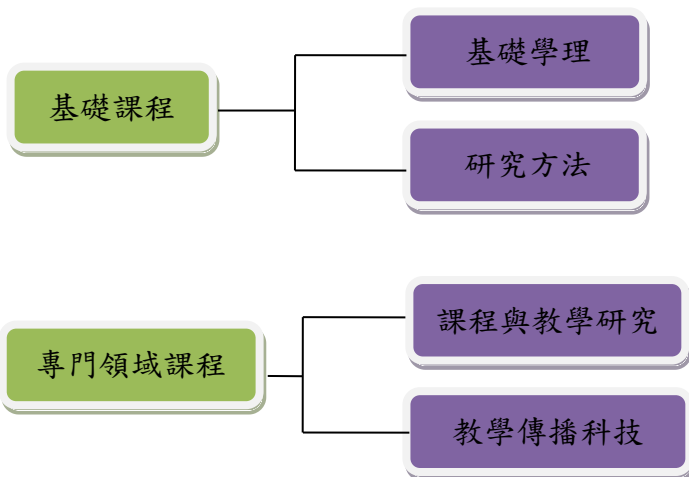 基礎學理
基礎課程
研究方法
課程與教學研究
專門領域課程
教學傳播科技